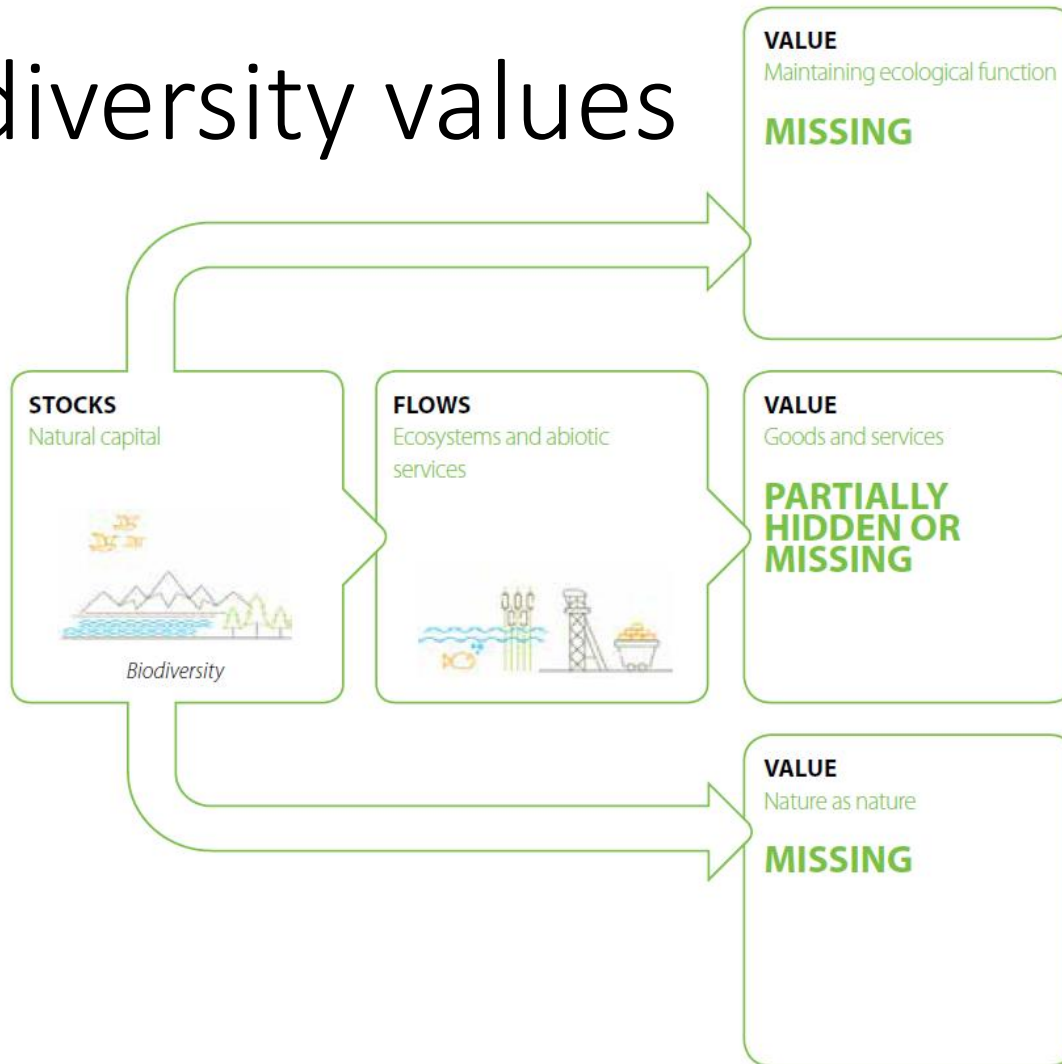 diversity values
VALUE
Maintaining ecological function
MISSING
STOCKS
Natural capital
Biodiversity
FLOWS
Ecosystems and abiotic
services
VALUE
Goods and services
PARTIALLY
HIDDEN OR
MISSING
VALUE
Nature as nature
MISSING